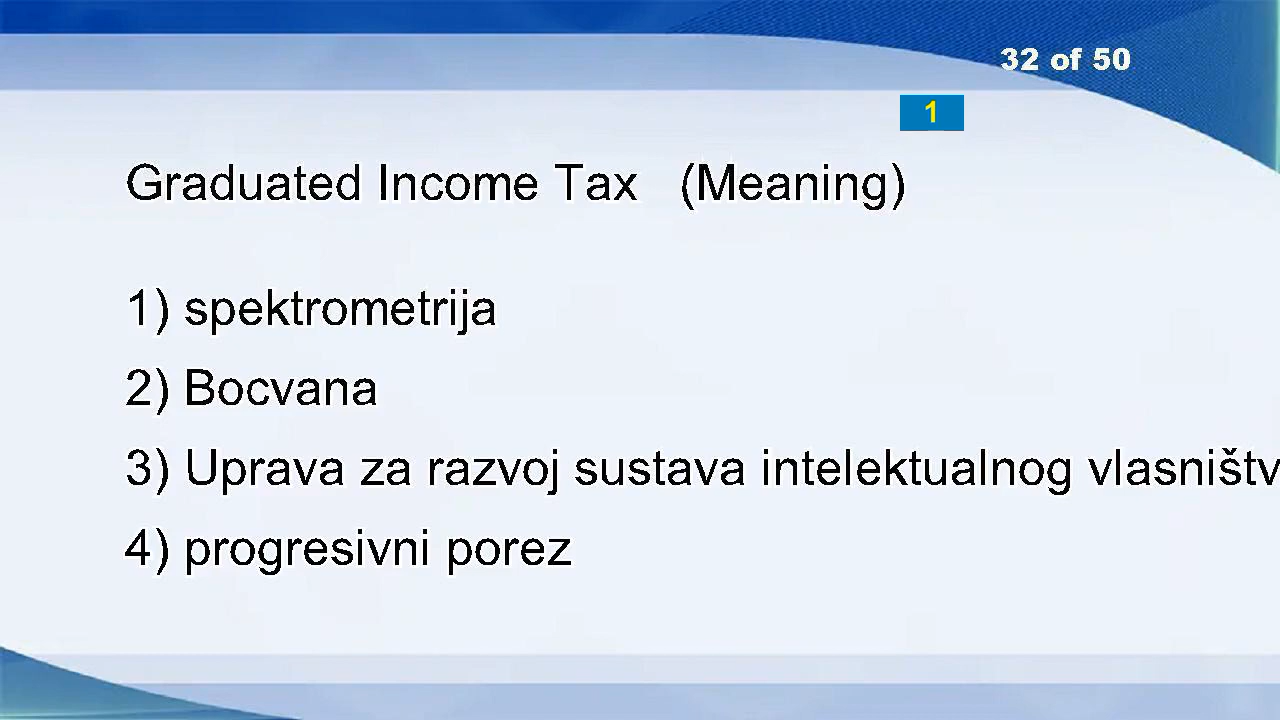 32 of 50
1
Graduated Income Tax (Meaning)
1) spektrometrija
2) Bocvana
3) Uprava za razvoj sustava intelektualnog vlasništv
4) progresivni porez